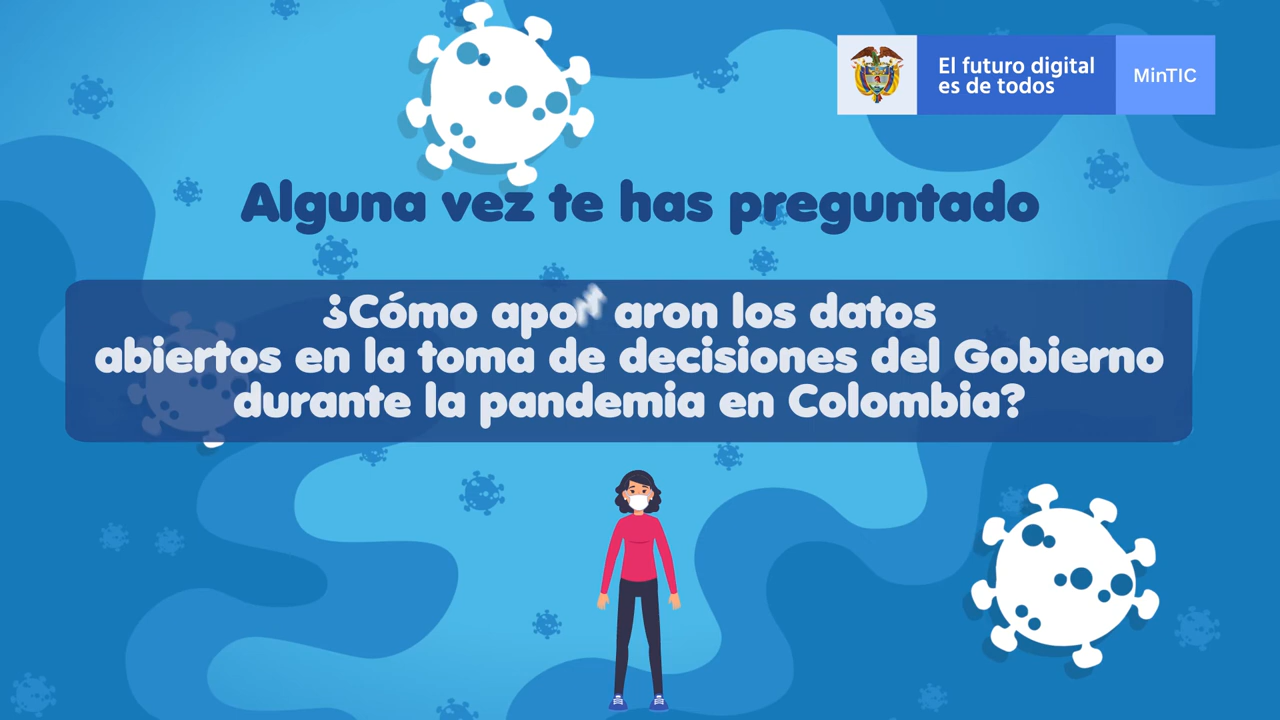 El futuro digital
es de todos
MinTIC
Alguna vez te has preguntado
¿Cómo aron los datos
abiertos en la toma de decisiones del Gobierno
durante la pandemia en Colombia?